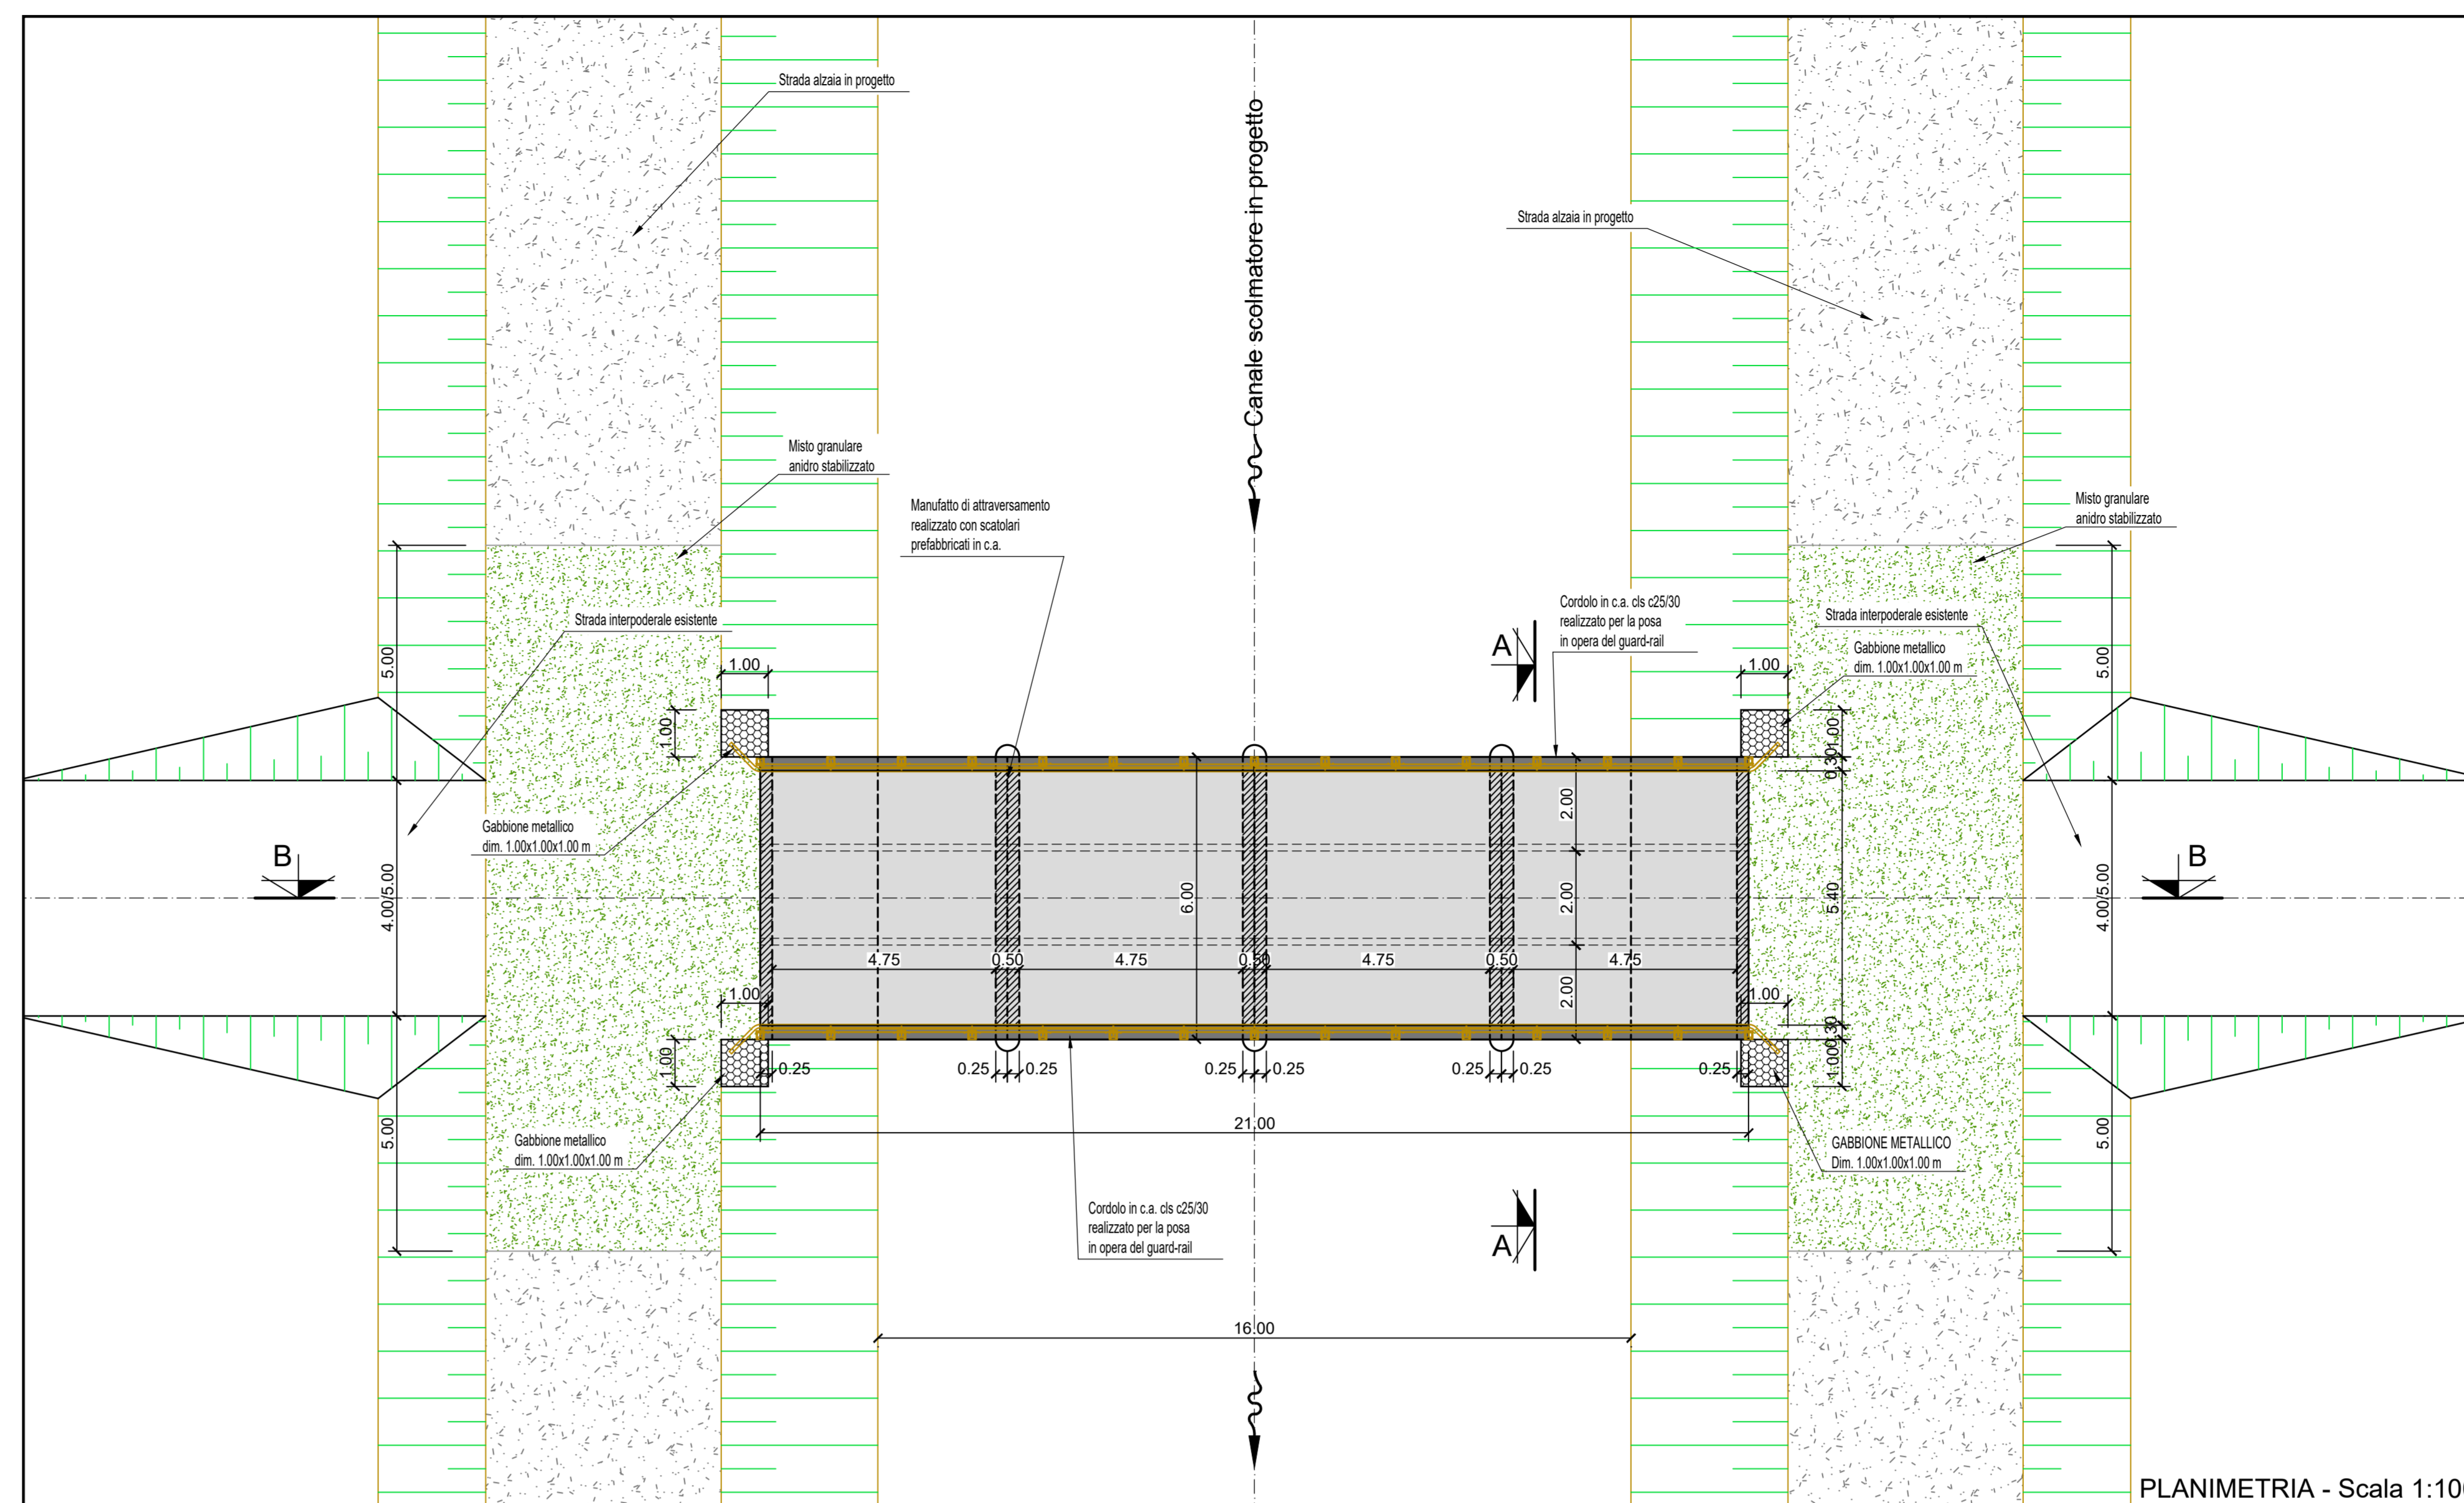 Strada alzaia in progetto
Canale scolmatore in progetto
Strada alzaia in progetto
Misto granulare
anidro stabilizzato
Manufatto di attraversamento
realizzato con scatolari
prefabbricati in c.a.
Misto granulare
anidro stabilizzato
Cordolo in c.a. cls c25/30
realizzato per la posa
in opera del guard-rail
Strada interpoderale esistente
Strada interpoderale esistente
Gabbione metallico
dim. 1.00x1.00x1.00 m
A
5.00
1.00
1.00
5.00
1.00
1.00
0.30
2.00
Gabbione metallico
dim. 1.00x1.00x1.00 m
B
B
4.00/5.00
6.00
2.00
5.40
4.00/5.00
4.75
0.50
4.75
0.50
4.75
0.50
4.75
1.00
2.00
1.00
0.30
1.00
1.00
0.25
0.25
0.25
0.25
0.25
0.25
0.25
0.25
5.00
21.00
5.00
Gabbione metallico
dim. 1.00x1.00x1.00 m
GABBIONE METALLICO
Dim. 1.00x1.00x1.00 m
Cordolo in c.a. cls c25/30
realizzato per la posa
in opera del guard-rail
A
16.00
PLANIMETRIA - Scala 1:10